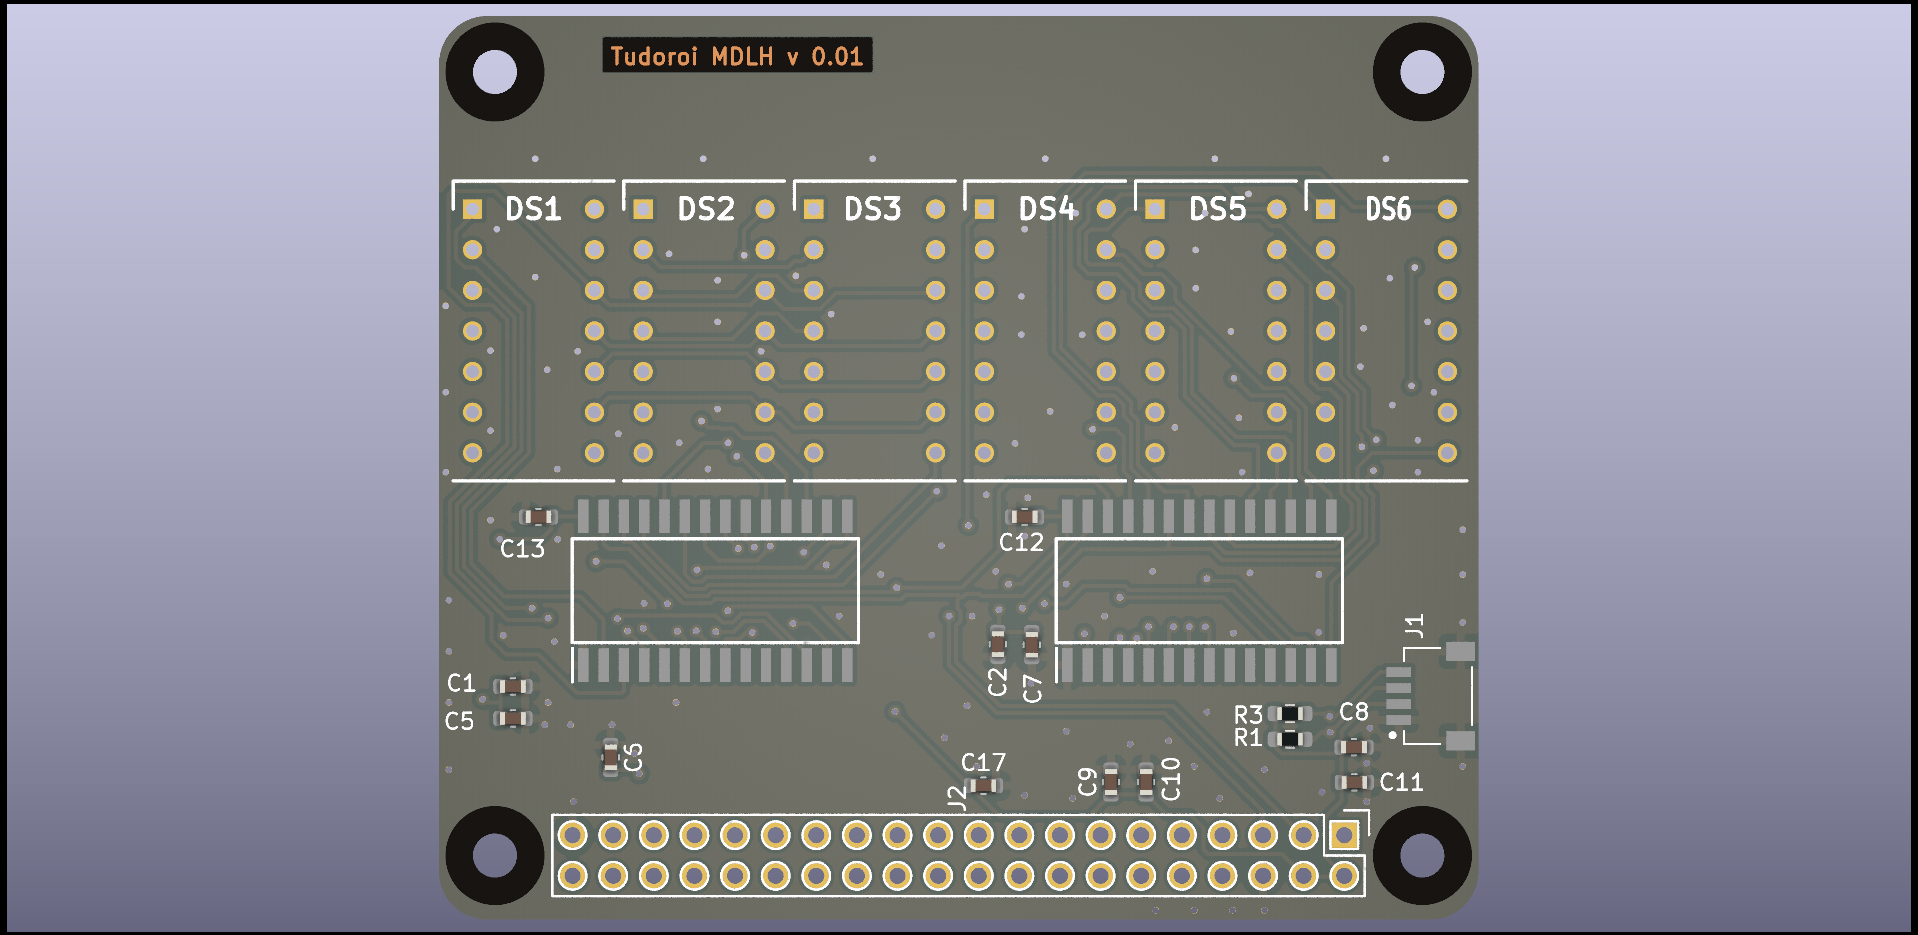 Tudoroi MDLH v 0.01
DS1 DS2 DS3 DS4 DS5 DS6
C13 C12
J1
C2 C7
C1
C5
R3 C8
R1
C6
C17
C9 C10 C11
J2